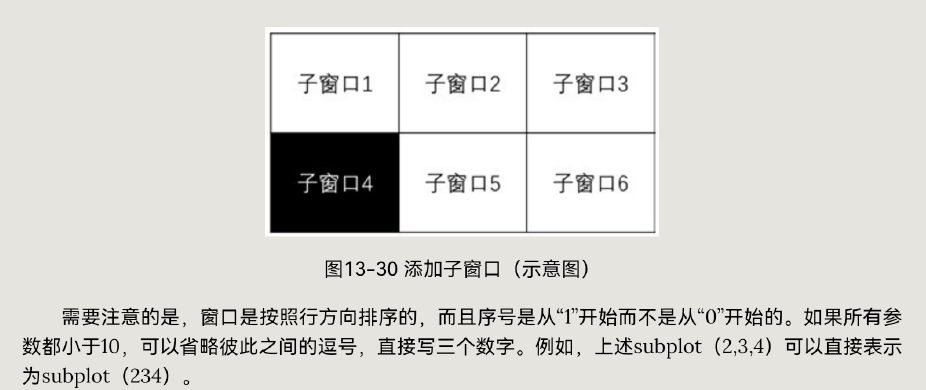 子窗口1 子窗口2 子窗口3
子窗口4 子窗口5 子窗口6
图13-30 添加子窗口（示意图）
需要注意的是，窗口是按照行方向排序的，而且序号是从“1”开始而不是从“0”开始的。如果所有参
数都小于10，可以省略彼此之间的逗号，直接写三个数字。例如，上述subplot（2,3,4）可以直接表示
为subplot（234）。